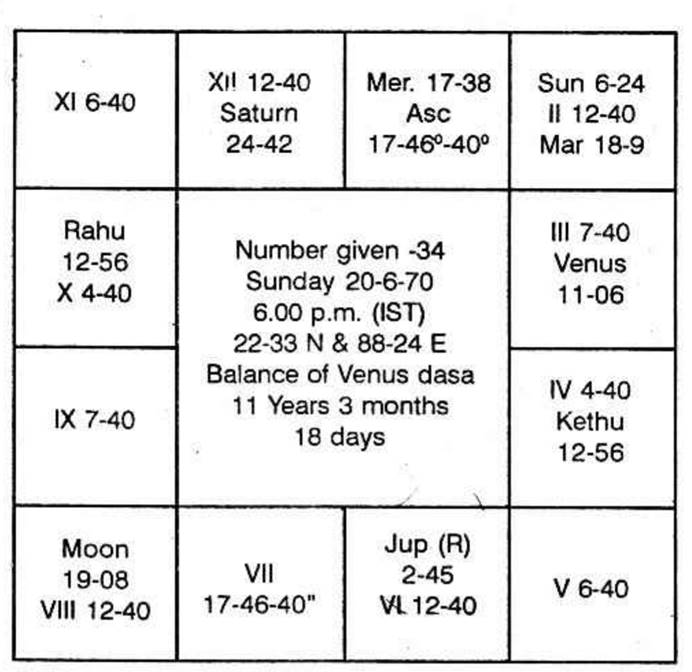 XI 6-40
XII 12-40
Saturn
24-42
Mer. 17-38
Asc
17-46º-40º
Sun 6-24
II 12-40
Mar 18-9
Rahu
12-56
X 4-40
Number given -34
Sunday 20-6-70
6.00 p.m. (IST)
22-33 N & 88-24 E
Balance of Venus dasa
11 Years 3 months
18 days
III 7-40
Venus
11-06
IX 7-40
IV 4-40
Kethu
12-56
Moon
19-08
VIII 12-40
VII
17-46-40"
Jup (R)
2-45
VI 12-40
V 6-40